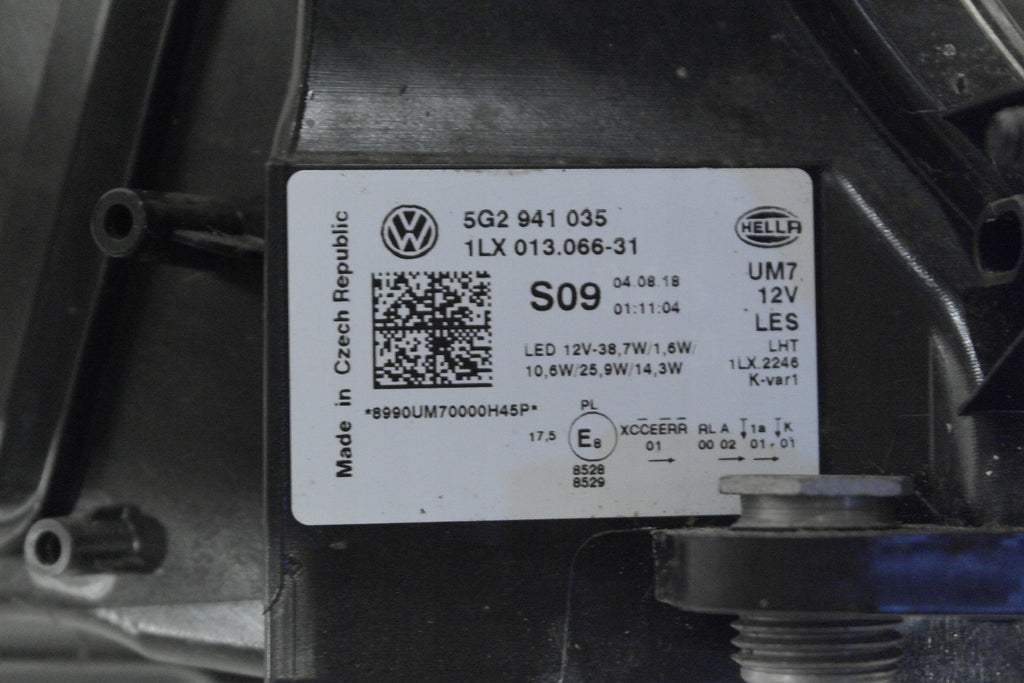 Made in Czech Republic
5G2 941 035
1LX 013.066-31
HELLA
S09
04.08.18
01:11:04
UM7
12V
LES
LHT
1LX.2246
K-var1
LED 12V-38,7W/1,6W/
10,6W/25,9W/14,3W
*8990UM70000H45P*
PL
17,5
E8
8528
8529
XCCEERR
01
→
RL A 1a K
00 02 01. 01
→ →